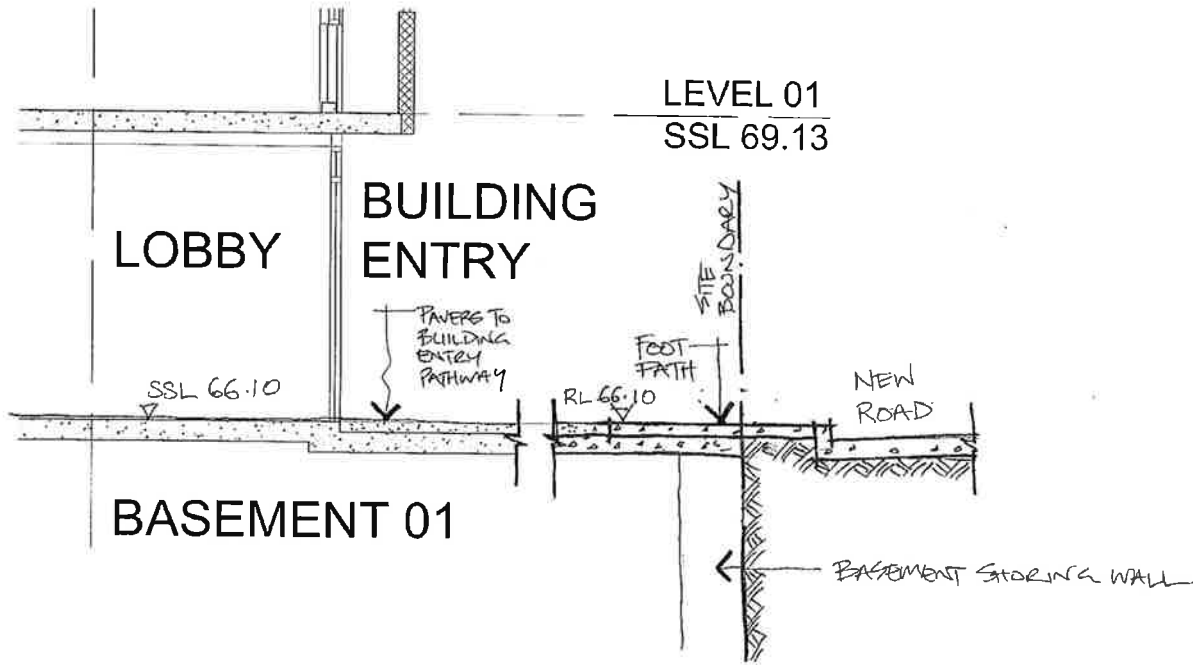 LEVEL 01
SSL 69.13
BUILDING
ENTRY
LOBBY
SITE
BOUNDARY
PAVERS TO
BUILDING
ENTRY
PATHWAY
FOOT
PATH
NEW
ROAD
SSL 66.10
RL 66.10
BASEMENT 01
BASEMENT SHORING WALL